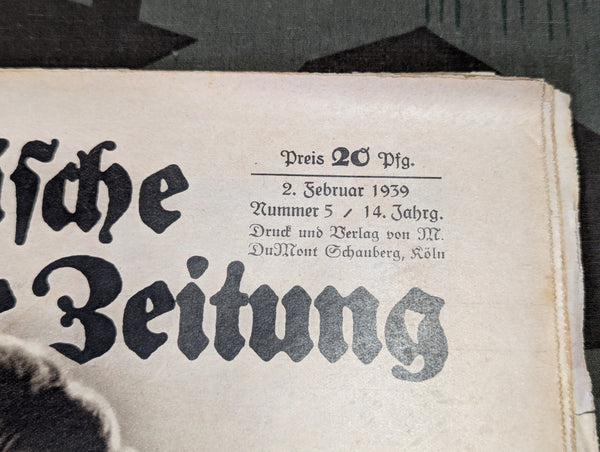 Preis 20 Pfg.
2. Februar 1939
Nummer 5 / 14. Jahrg.
Druck und Verlag von M.
DuMont Schauberg, Köln
ische
r Zeitung